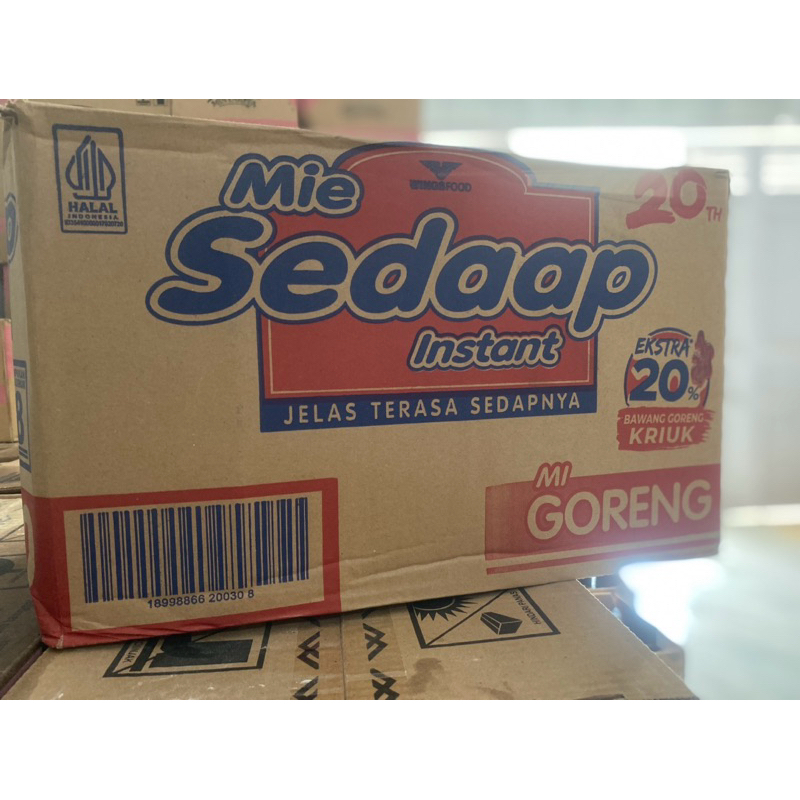 HALAL
INDONESIA
WINGSFOOD
20TH
Mie
Sedaap
Instant
JELAS TERASA SEDAPNYA
EKSTRA*
20%
BAWANG GORENG
KRIUK
MI
GORENG
18998866 20030 8
8